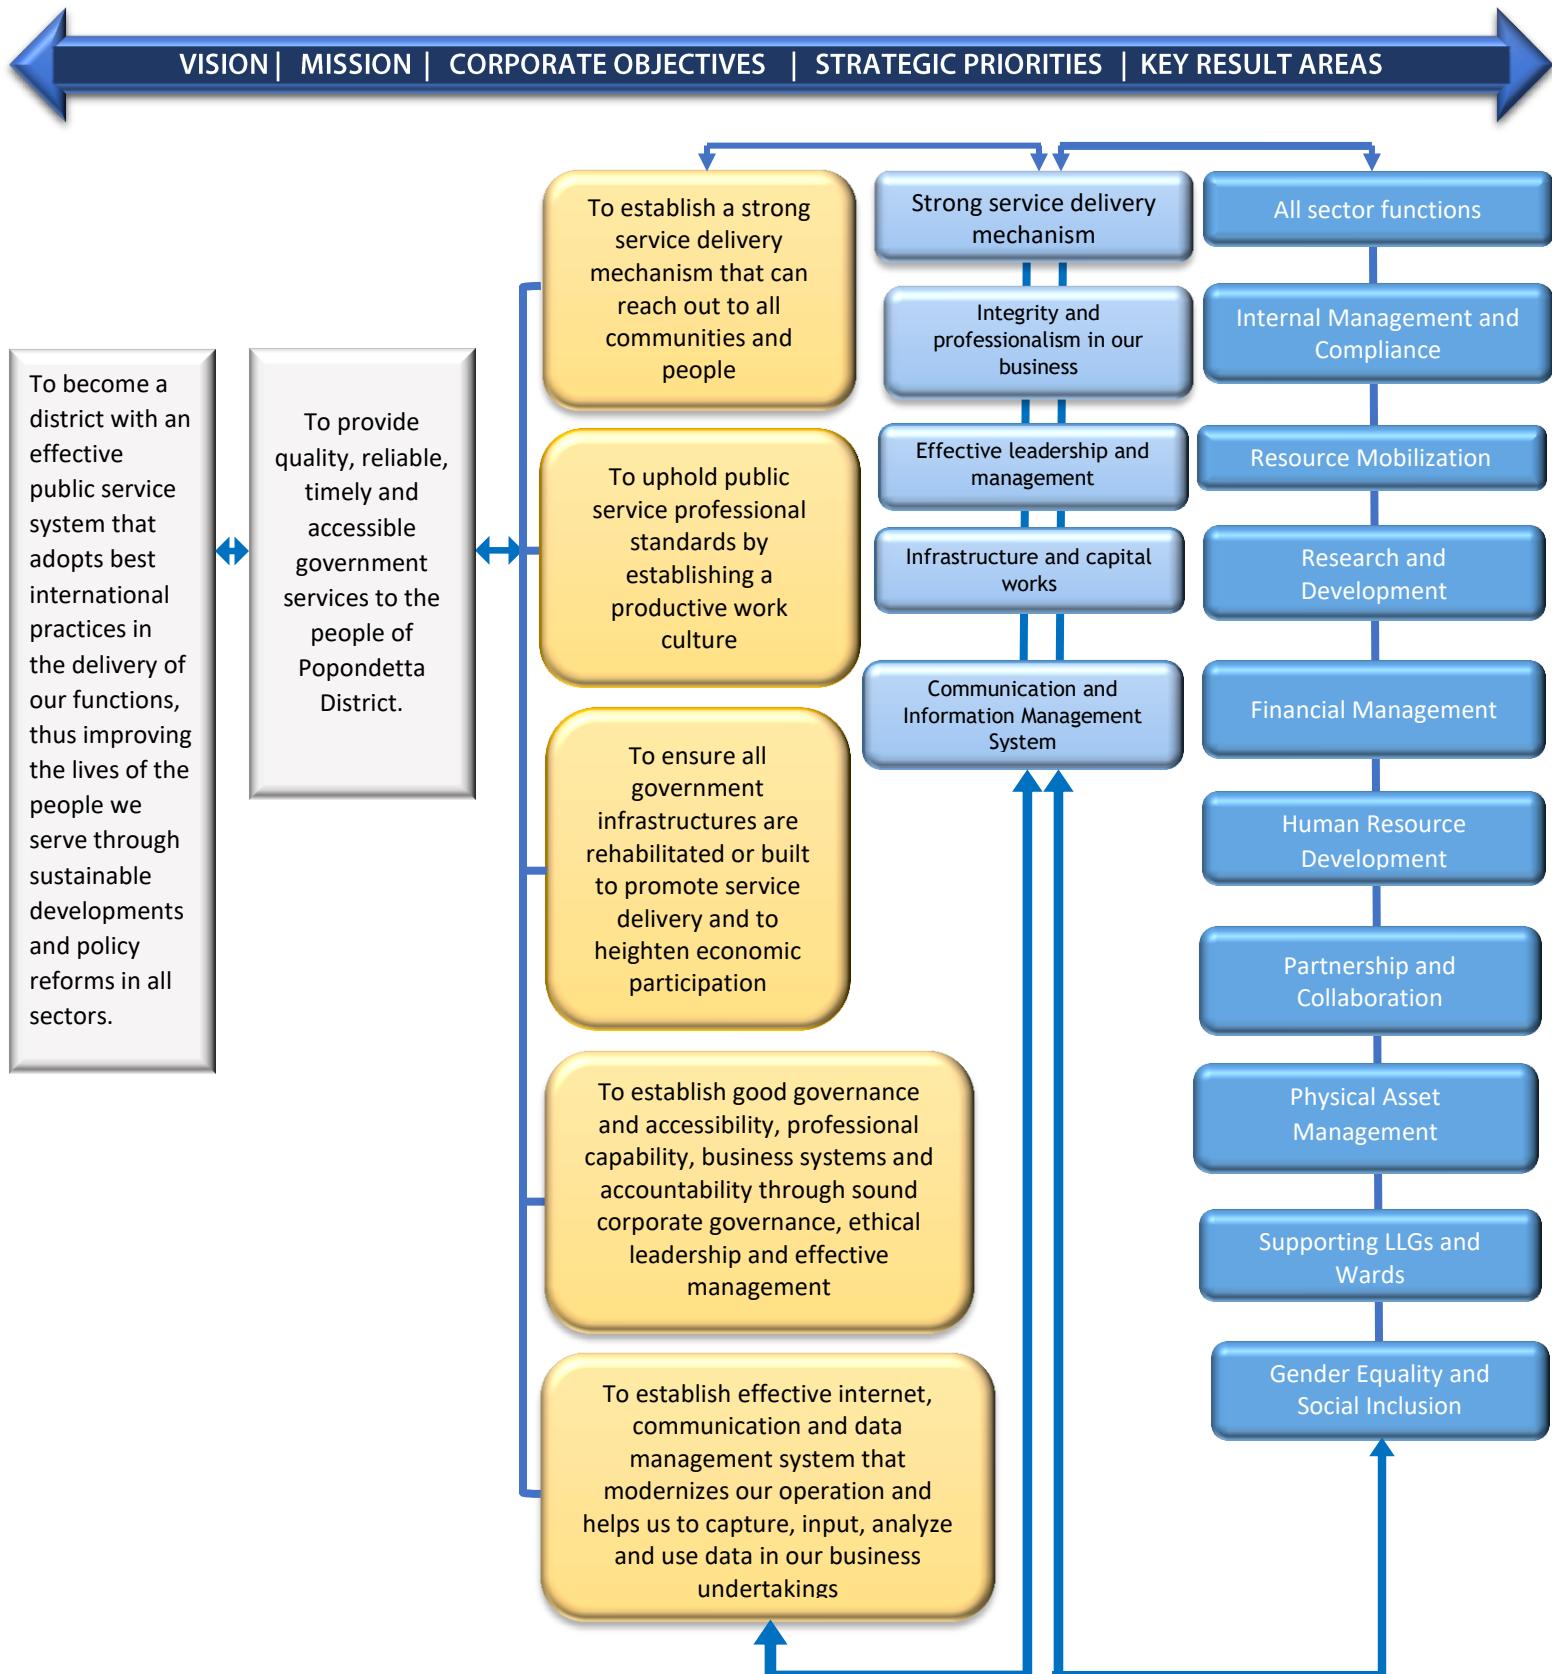 VISION | MISSION | CORPORATE OBJECTIVES | STRATEGIC PRIORITIES | KEY RESULT AREAS
To become a
district with an
effective
public service
system that
adopts best
international
practices in
the delivery of
our functions,
thus improving
the lives of the
people we
serve through
sustainable
developments
and policy
reforms in all
sectors.
To provide
quality, reliable,
timely and
accessible
government
services to the
people of
Popondetta
District.
To establish a strong
service delivery
mechanism that can
reach out to all
communities and
people
To uphold public
service professional
standards by
establishing a
productive work
culture
To ensure all
government
infrastructures are
rehabilitated or built
to promote service
delivery and to
heighten economic
participation
To establish good governance
and accessibility, professional
capability, business systems and
accountability through sound
corporate governance, ethical
leadership and effective
management
To establish effective internet,
communication and data
management system that
modernizes our operation and
helps us to capture, input, analyze
and use data in our business
undertakings
Strong service delivery
mechanism
Integrity and
professionalism in our
business
Effective leadership and
management
Infrastructure and capital
works
Communication and
Information Management
System
All sector functions
Internal Management and
Compliance
Resource Mobilization
Research and
Development
Financial Management
Human Resource
Development
Partnership and
Collaboration
Physical Asset
Management
Supporting LLGs and
Wards
Gender Equality and
Social Inclusion